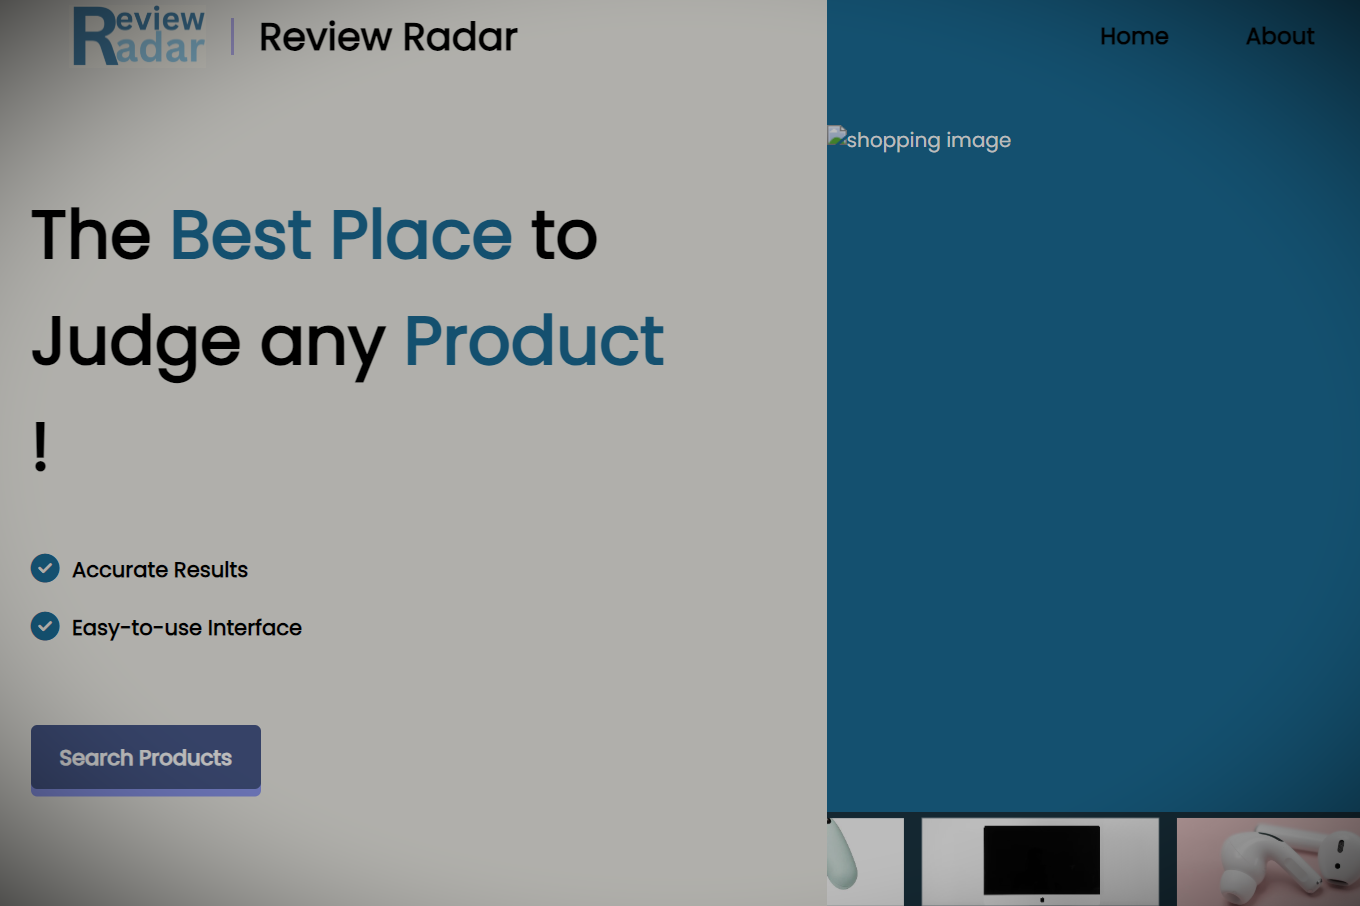 Review
Radar
Review Radar
Home
About
shopping image
The Best Place to
Judge any Product
!
Accurate Results
Easy-to-use Interface
Search Products